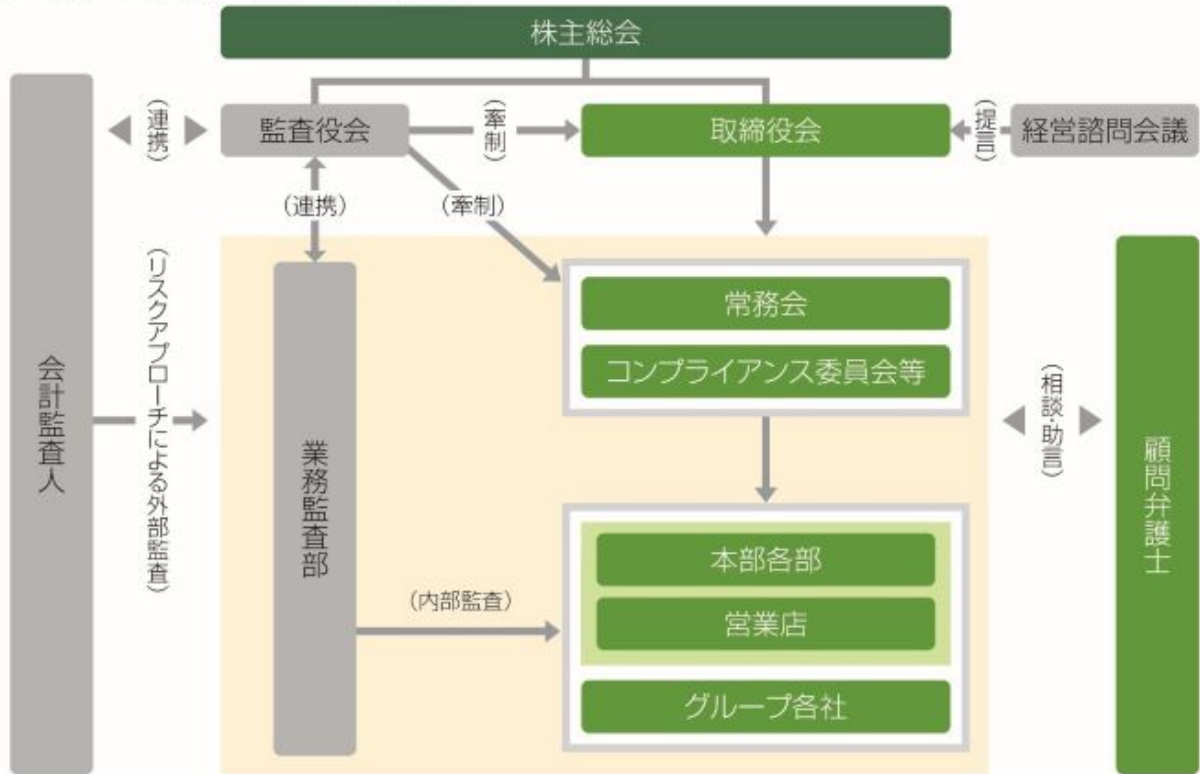 株主総会
(連携)
監査役会
(牽制)
取締役会
(提言)
経営諮問会議
(連携)
(牽制)
会計監査人
(リスクアプローチによる外部監査)
業務監査部
常務会
コンプライアンス委員会等
(相談・助言)
顧問弁護士
(内部監査)
本部各部
営業店
グループ各社